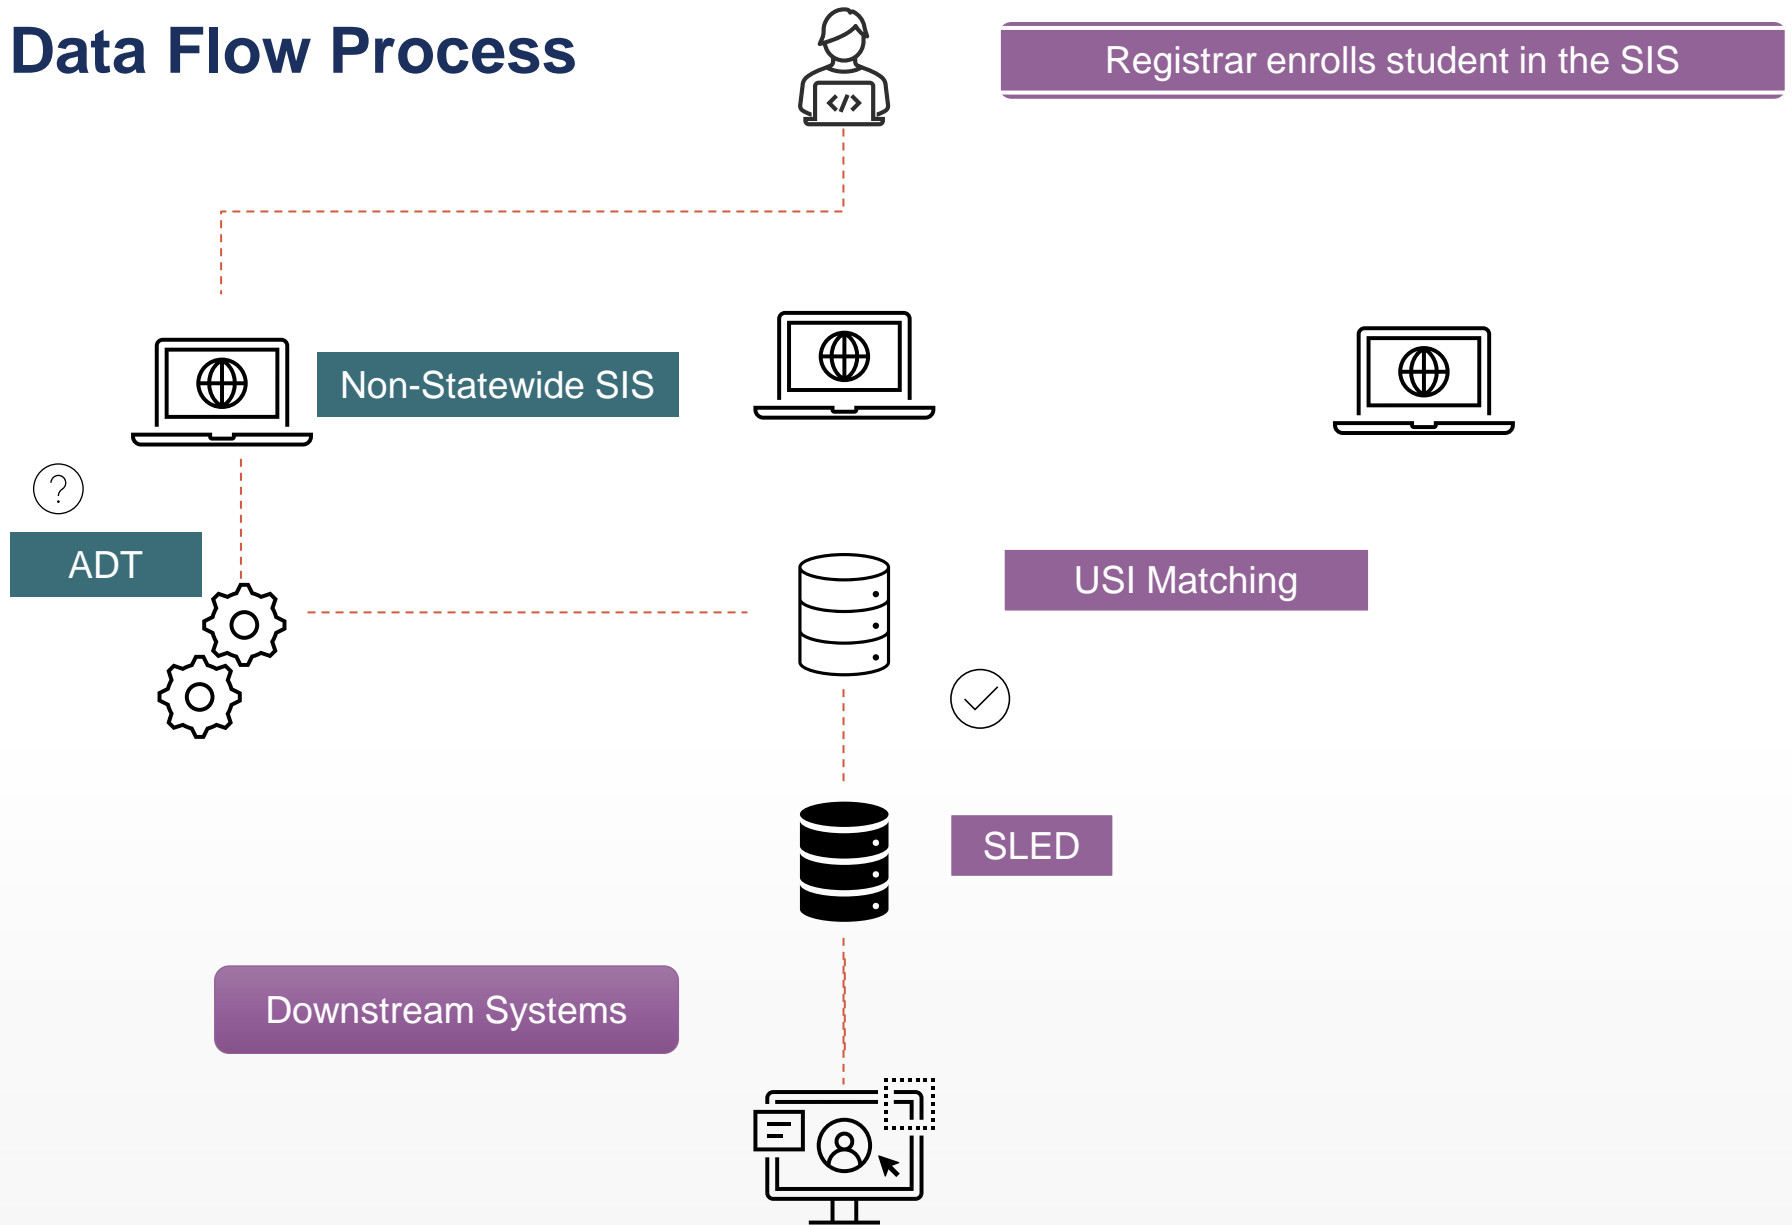 Data Flow Process
Registrar enrolls student in the SIS
</>
Non-Statewide SIS
?
ADT
USI Matching
SLED
Downstream Systems